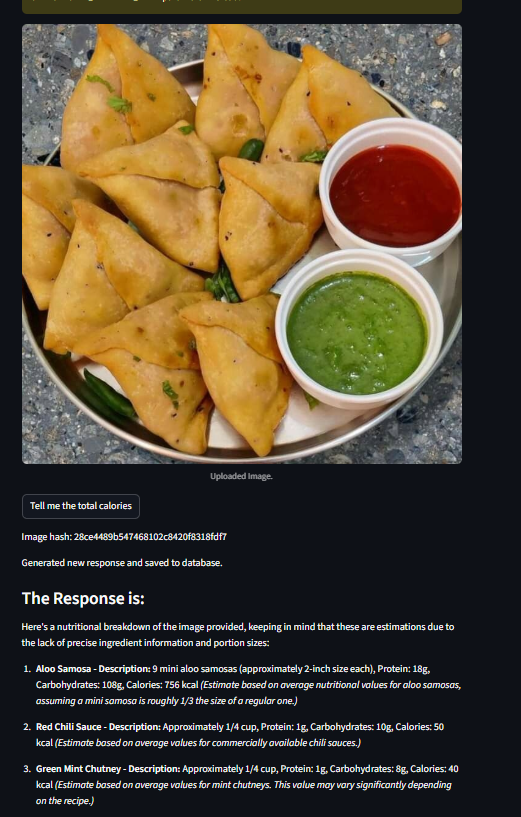 Uploaded Image.
Tell me the total calories
Image hash: 28ce4489b547468102c8420f8318fdf7
Generated new response and saved to database.
The Response is:
Here's a nutritional breakdown of the image provided, keeping in mind that these are estimations due to
the lack of precise ingredient information and portion sizes:
1. Aloo Samosa - Description: 9 mini aloo samosas (approximately 2-inch size each), Protein: 18g,
Carbohydrates: 108g, Calories: 756 kcal (Estimate based on average nutritional values for aloo samosas,
assuming a mini samosa is roughly 1/3 the size of a regular one.)
2. Red Chili Sauce - Description: Approximately 1/4 cup, Protein: 1g, Carbohydrates: 10g, Calories: 50
kcal (Estimate based on average values for commercially available chili sauces.)
3. Green Mint Chutney - Description: Approximately 1/4 cup, Protein: 1g, Carbohydrates: 8g, Calories: 40
kcal (Estimate based on average values for mint chutneys. This value may vary significantly depending
on the recipe.)